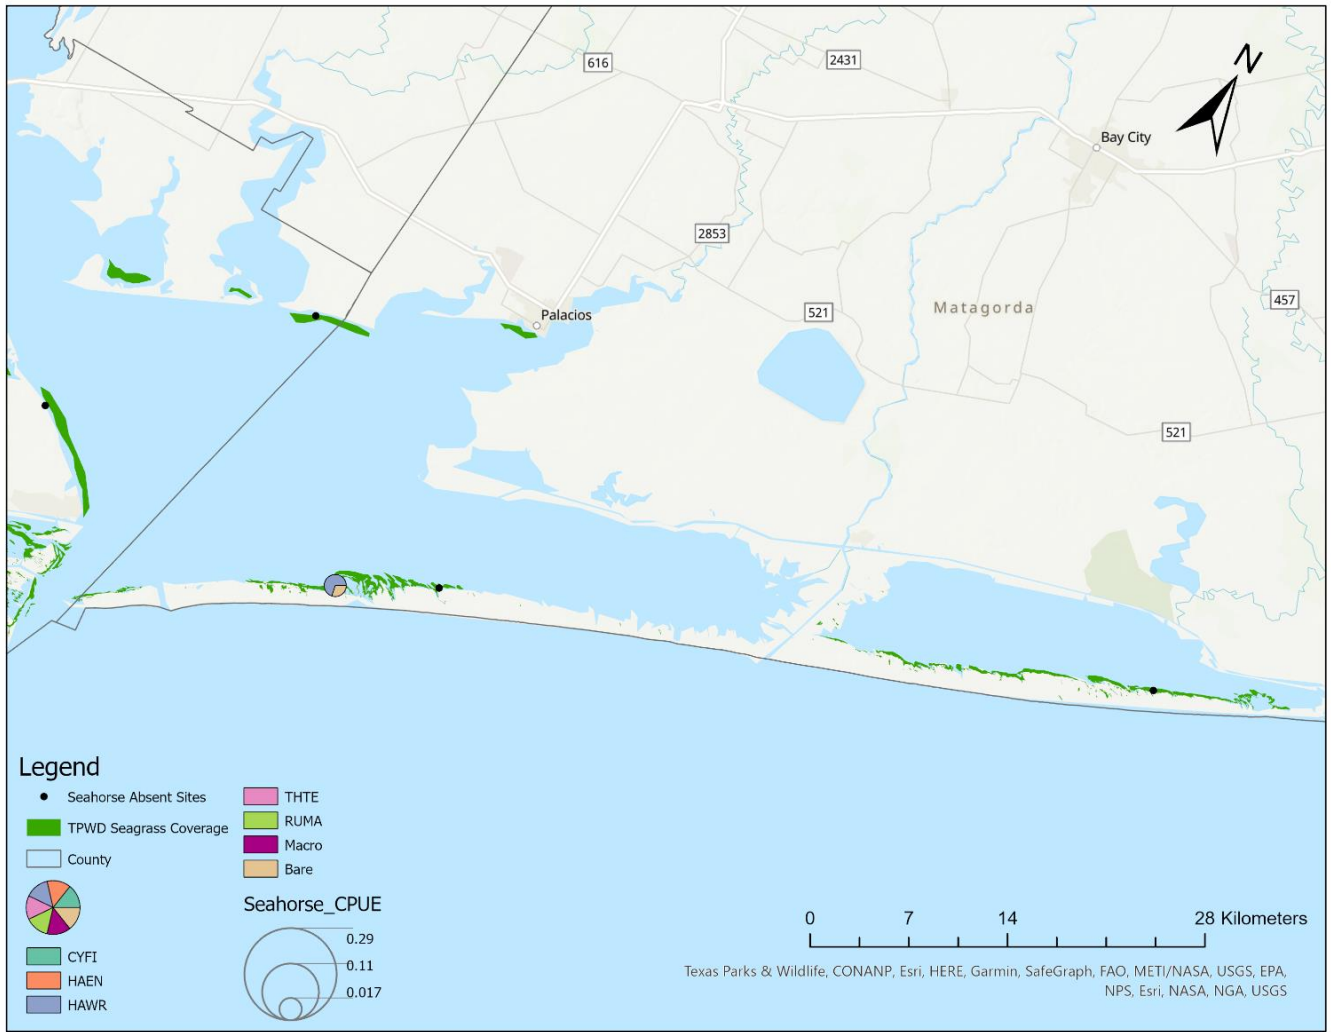 N
616
2431
Bay City
2853
457
Matagorda
521
Palacios
521
Legend
Seahorse Absent Sites
TPWD Seagrass Coverage
County
CYFI
HAEN
HAWR
THTE
RUMA
Macro
Bare
Seahorse_CPUE
0.29
0.11
0.017
0 7 14 28 Kilometers
Texas Parks & Wildlife, CONANP, Esri, HERE, Garmin, SafeGraph, FAO, METI/NASA, USGS, EPA,
NPS, Esri, NASA, NGA, USGS